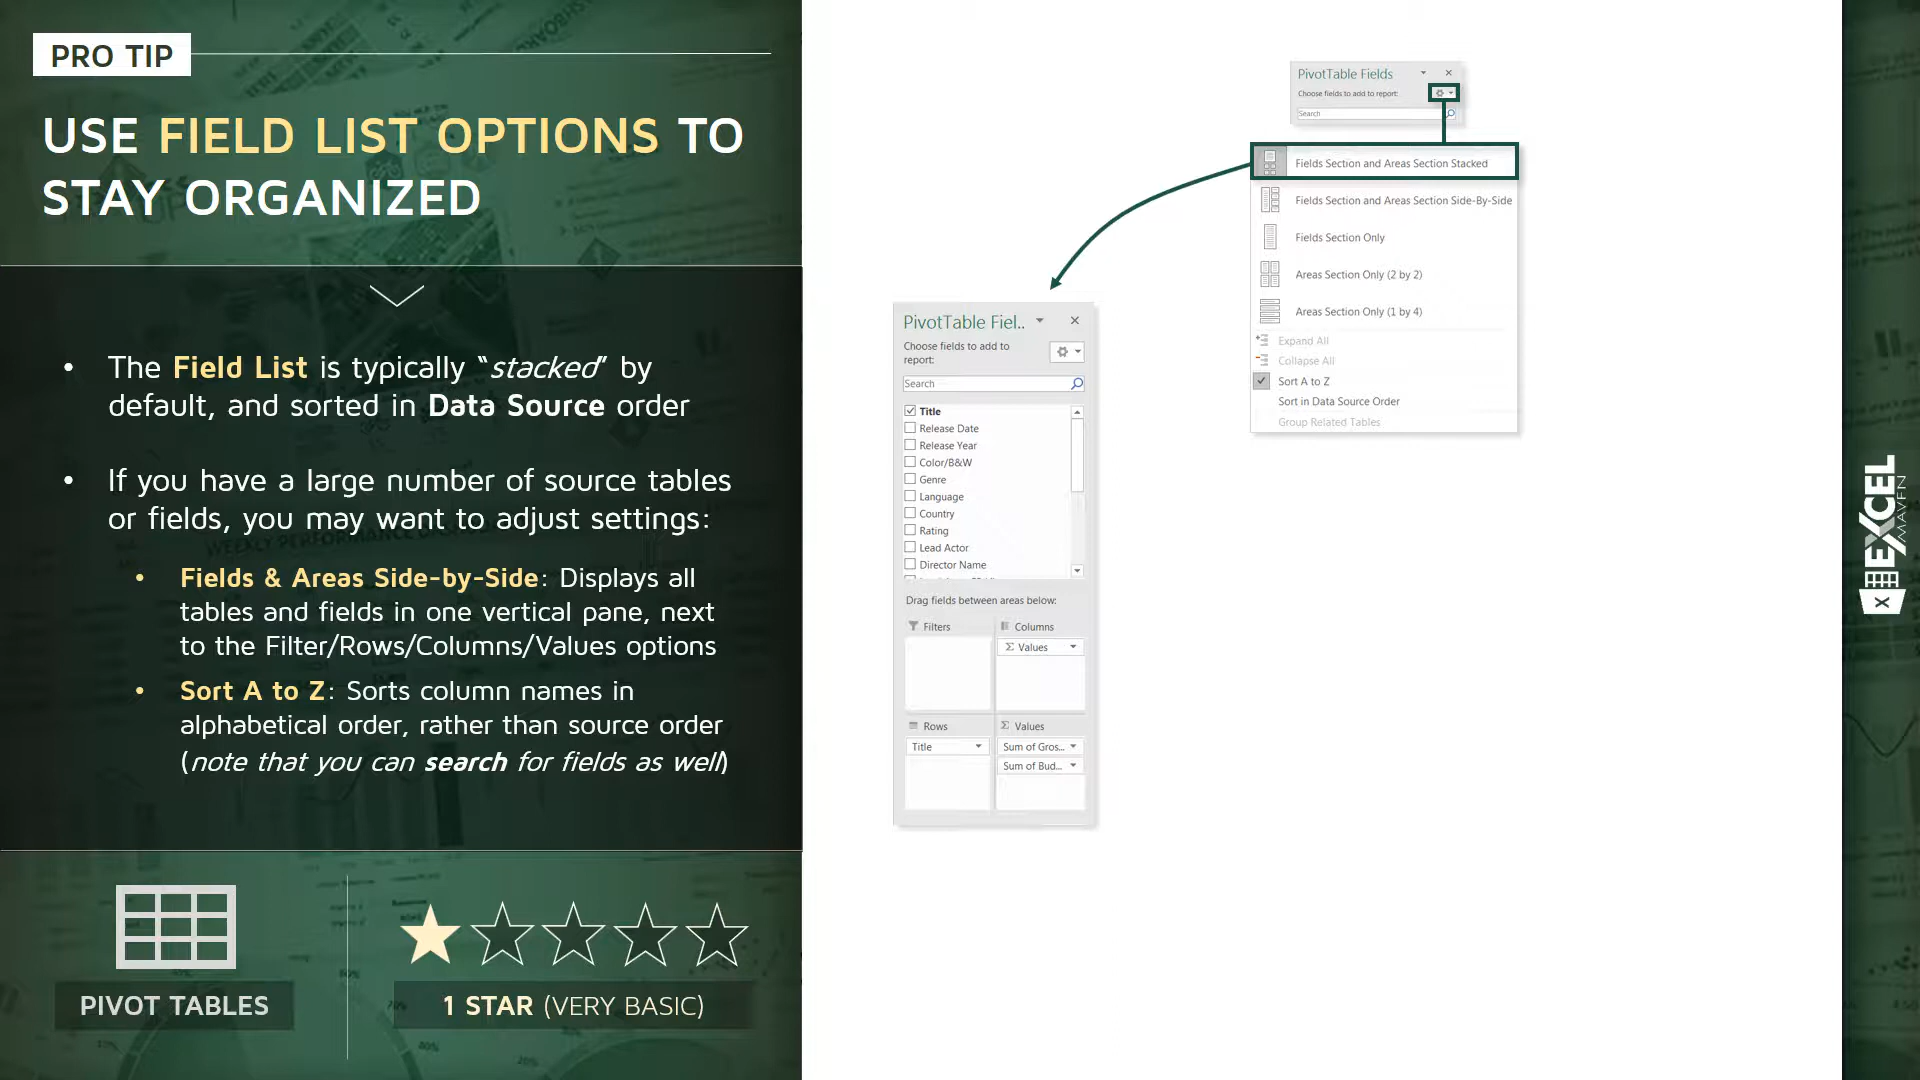 PRO TIP
USE FIELD LIST OPTIONS TO
STAY ORGANIZED
• The Field List is typically “stacked” by
default, and sorted in Data Source order
• If you have a large number of source tables
or fields, you may want to adjust settings:
• Fields & Areas Side-by-Side: Displays all
tables and fields in one vertical pane, next
to the Filter/Rows/Columns/Values options
• Sort A to Z: Sorts column names in
alphabetical order, rather than source order
(note that you can search for fields as well)
PIVOT TABLES
1 STAR (VERY BASIC)
PivotTable Fields
Choose fields to add to report:
Search
Fields Section and Areas Section Stacked
Fields Section and Areas Section Side-By-Side
Fields Section Only
Areas Section Only (2 by 2)
Areas Section Only (1 by 4)
Expand All
Collapse All
Sort A to Z
Sort in Data Source Order
Group Related Tables
PivotTable Fiel..
Choose fields to add to
report:
Search
Title
Release Date
Release Year
Color/B&W
Genre
Language
Country
Rating
Lead Actor
Director Name
Drag fields between areas below:
Filters
Columns
Σ Values
Rows
Σ Values
Title
Sum of Gros...
Sum of Bud...
EXCEL
MAVEN
X